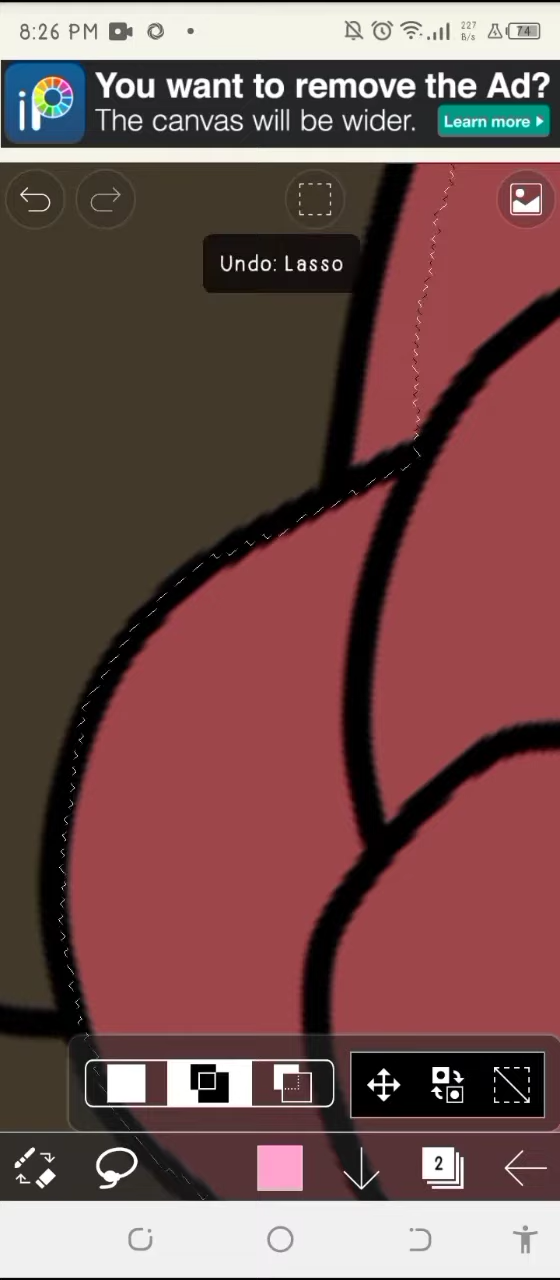 8:26 PM
227
B/s
74
iP
You want to remove the Ad?
The canvas will be wider.
Learn more
Undo: Lasso
2